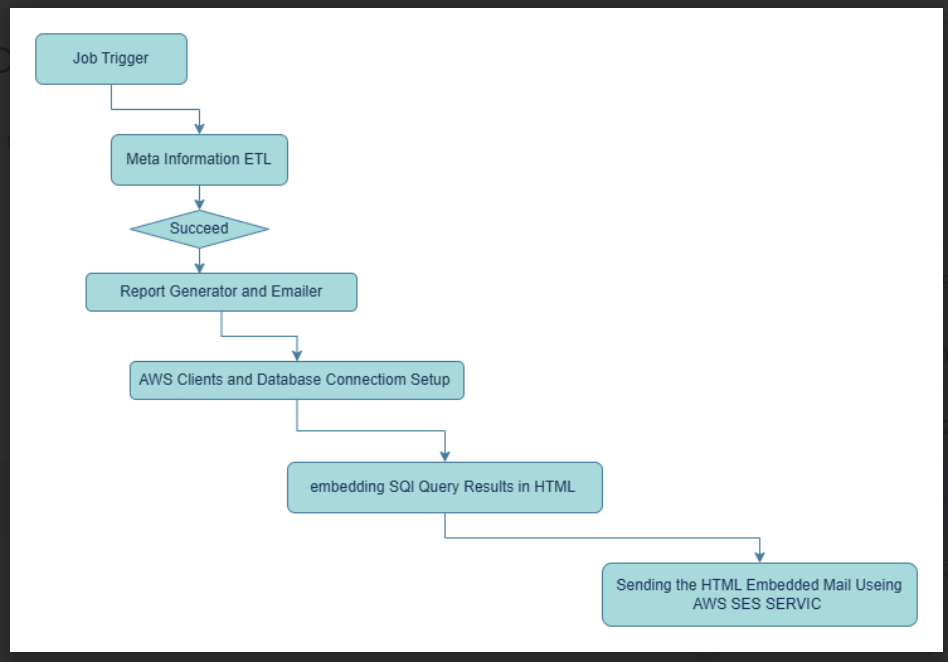 Job Trigger
Meta Information ETL
Succeed
Report Generator and Emailer
AWS Clients and Database Connectiom Setup
embedding SQl Query Results in HTML
Sending the HTML Embedded Mail Useing
AWS SES SERVIC